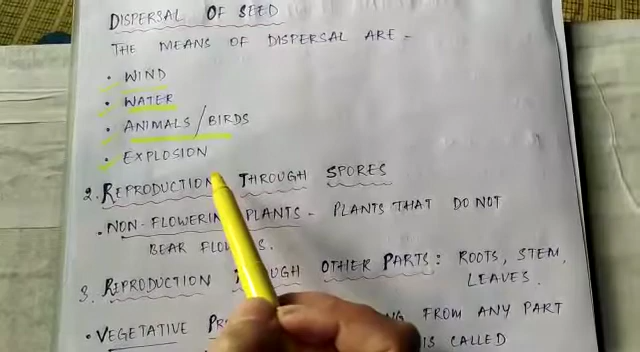 DISPERSAL OF SEED
THE MEANS OF DISPERSAL ARE -
• WIND
• WATER
• ANIMALS/BIRDS
• EXPLOSION
2. REPRODUCTION THROUGH SPORES
• NON-FLOWERING PLANTS - PLANTS THAT DO NOT
BEAR
3. REPRODUCTION OTHER PARTS: ROOTS, STEM,
LEAVES.
• VEGETATIVE FROM ANY PART
IS CALLED